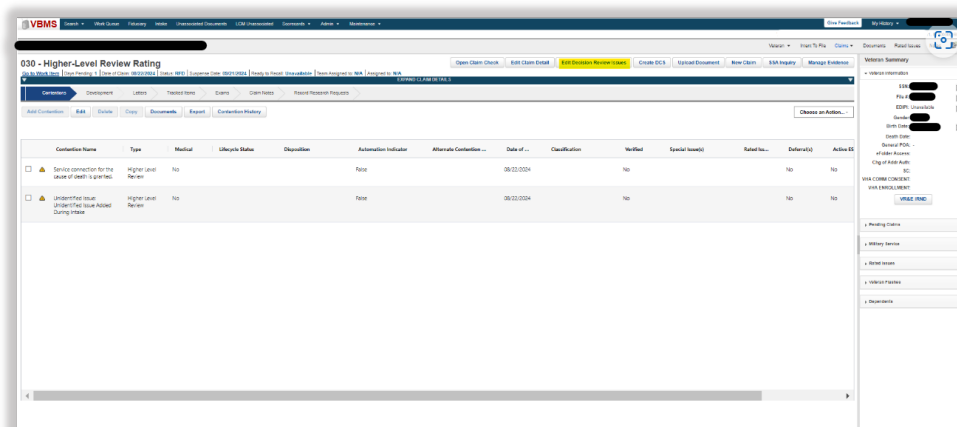 VBMS Search Work Queue Fiduciary Intake Unassociated Documents UCM Unassociated Scorecards Admin Maintenance Give Feedback My History
Veteran Intent To File Claims Documents Rated Issues
030 - Higher-Level Review Rating
Open Claim Check Edit Claim Detail Edit Decision Review Issues Create DCS Upload Document New Claim SSA Inquiry Manage Evidence
Go to Work Item Days Pending: 1 Date of Claim: 08/22/2024 Status: RFD Suspense Date: 08/21/2024 Ready to Recall: Unavailable Team Assigned to: N/A Assigned to: N/A
EXPAND CLAIM DETAILS
Contentions Development Letters Tracked Items Exams Claim Notes Record Research Requests
Add Contention Edit Delete Copy Documents Export Contention History Choose an Action...
Contention Name Type Medical Lifecycle Status Disposition Automation Indicator Alternate Contention ... Date of ... Classification Verified Special Issue(s) Rated Iss... Deferral(s) Active ES
Service connection for the Higher Level No False 08/22/2024 No No No
cause of death is granted. Review
Unidentified Issue: Higher Level No False 08/22/2024 No No No
Unidentified Issue Added Review
During Intake
Veteran Summary
Veteran Information
SSN:
File #:
EDIPI: Unavailable
Gender:
Birth Date:
Death Date:
General POA: -
eFolder Access:
Chg of Addr Auth:
SC:
VHA COMM CONSENT:
VHA ENROLLMENT:
VR&E IRND
Pending Claims
Military Service
Rated Issues
Veteran Flashes
Dependents